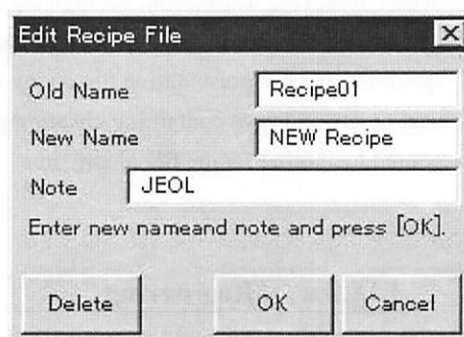 Edit Recipe File
Old Name Recipe01
New Name NEW Recipe
Note JEOL
Enter new nameand note and press [OK].
Delete OK Cancel